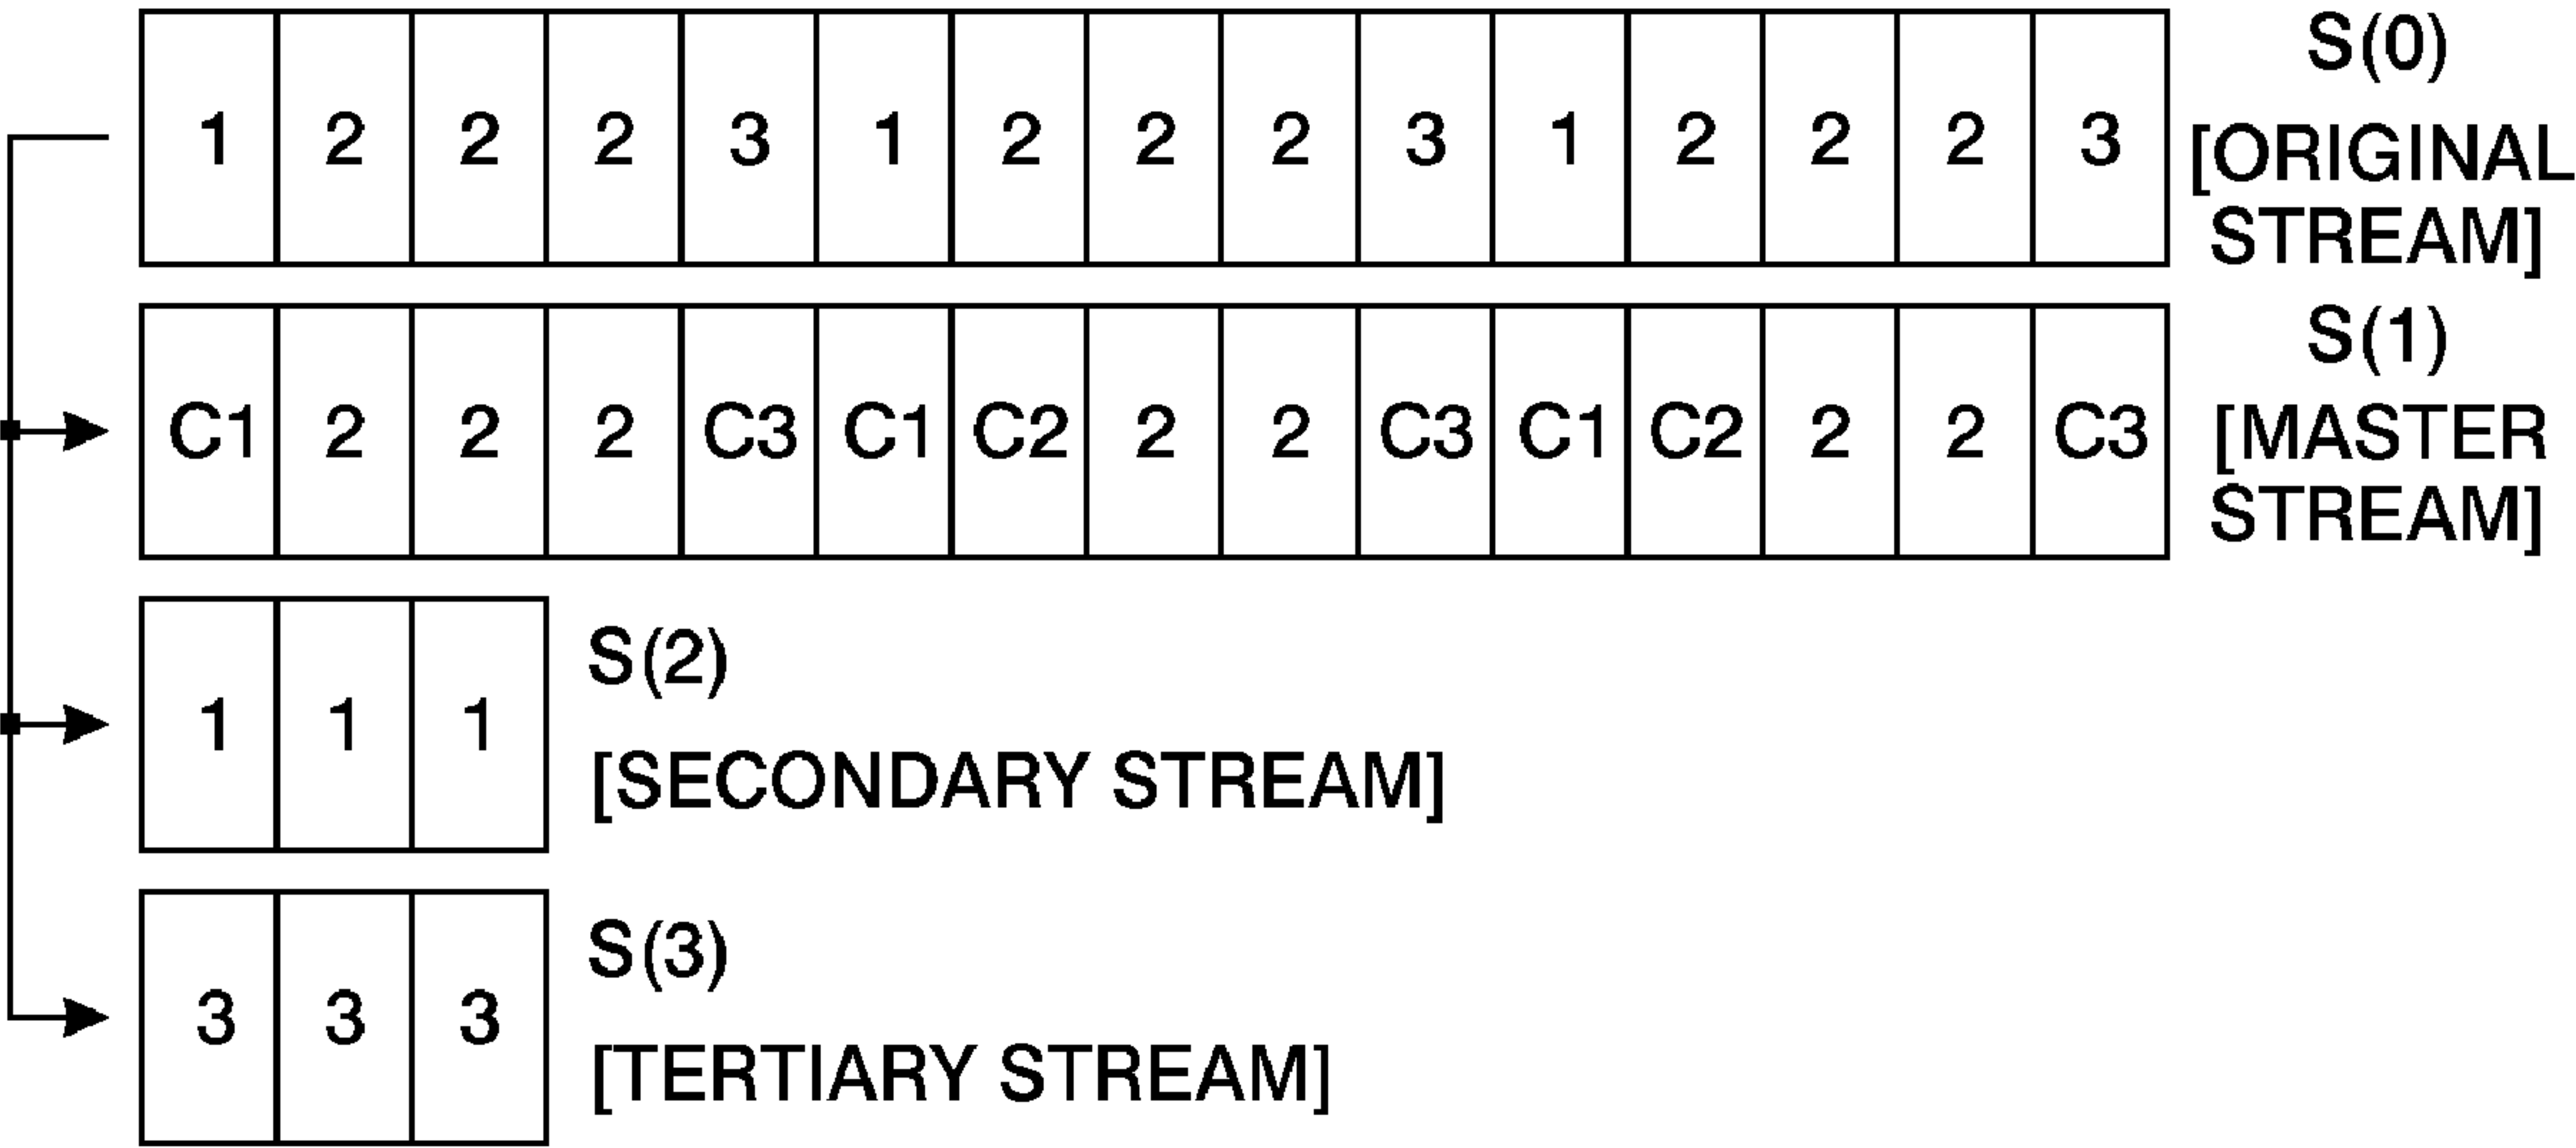 1 2 2 2 3 1 2 2 2 3 1 2 2 2 3
S(0)
[ORIGINAL
STREAM]
C1 2 2 2 C3 C1 C2 2 2 C3 C1 C2 2 2 C3
S(1)
[MASTER
STREAM]
1 1 1
S(2)
[SECONDARY STREAM]
3 3 3
S(3)
[TERTIARY STREAM]